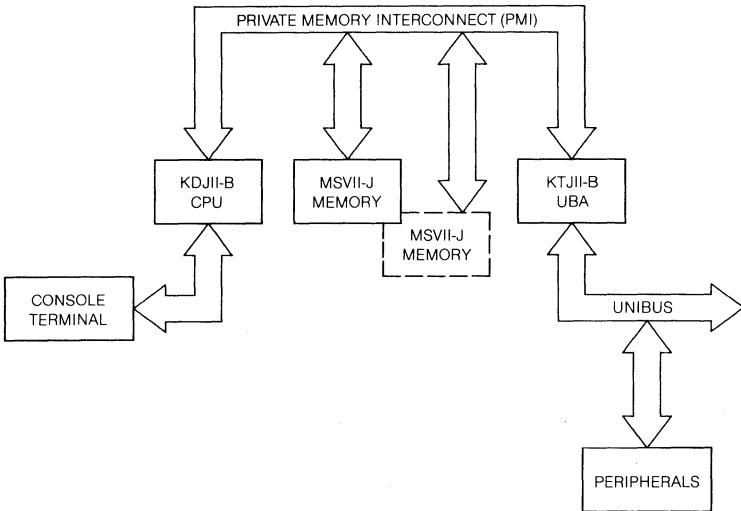 PRIVATE MEMORY INTERCONNECT (PMI)
KDJII-B
CPU
MSVII-J
MEMORY
MSVII-J
MEMORY
KTJII-B
UBA
CONSOLE
TERMINAL
UNIBUS
PERIPHERALS